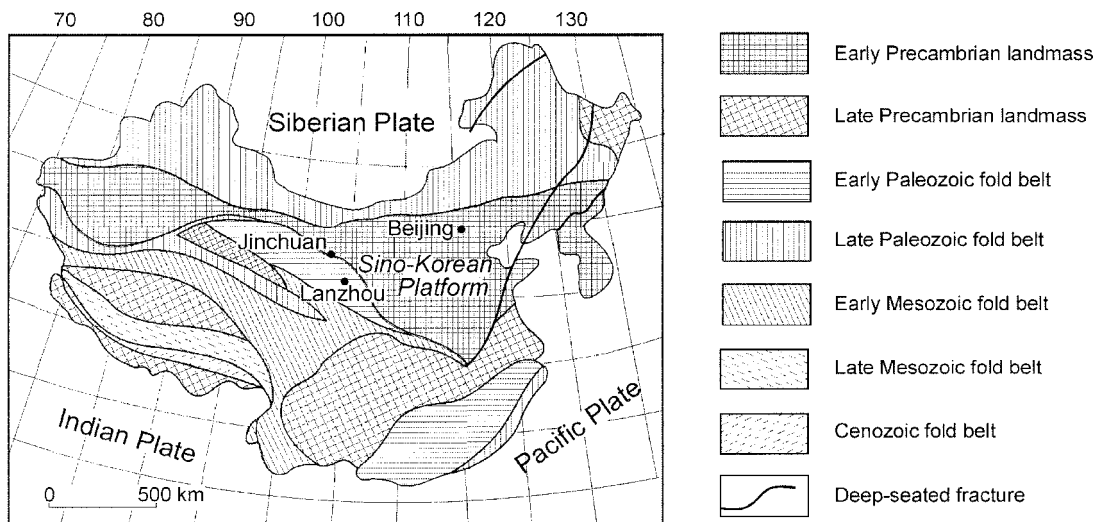 70 80 90 100 110 120 130
Siberian Plate
Beijing
Jinchuan
Sino-Korean
Platform
Lanzhou
Indian Plate
Pacific Plate
0 500 km
Early Precambrian landmass
Late Precambrian landmass
Early Paleozoic fold belt
Late Paleozoic fold belt
Early Mesozoic fold belt
Late Mesozoic fold belt
Cenozoic fold belt
Deep-seated fracture